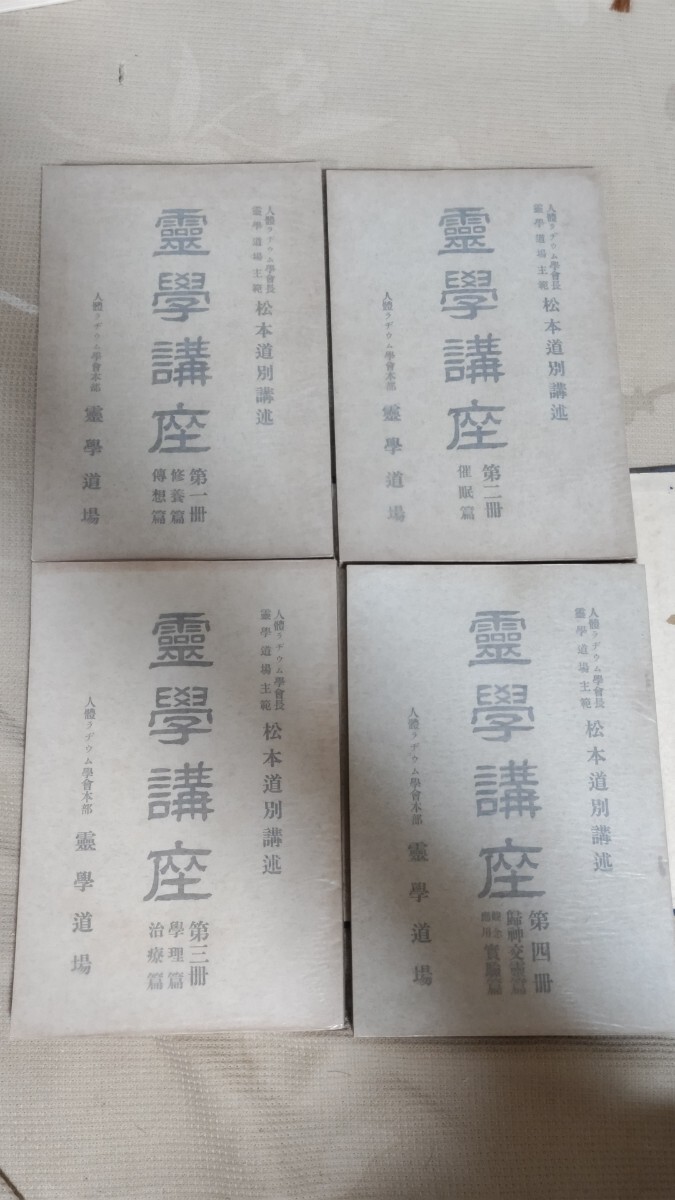 人體ラヂウム學會長
靈學道場主範
松本道別講述
靈學講座
第一冊
修養篇
傳想篇
人體ラヂウム學會本部
靈學道場
人體ラヂウム學會長
靈學道場主範
松本道別講述
靈學講座
第二冊
催眠篇
人體ラヂウム學會本部
靈學道場
人體ラヂウム學會長
靈學道場主範
松本道別講述
靈學講座
第三冊
學理篇
治療篇
人體ラヂウム學會本部
靈學道場
人體ラヂウム學會長
靈學道場主範
松本道別講述
靈學講座
第四冊
歸神交靈篇
實驗篇
人體ラヂウム學會本部
靈學道場